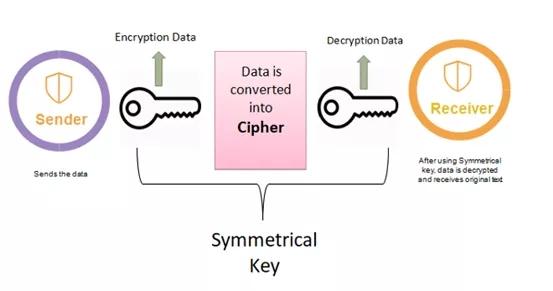 Encryption Data
Decryption Data
Sender
Data is
converted
into
Cipher
Receiver
Sends the data
After using Symmetrical
key, data is decrypted
and receives original text
Symmetrical
Key